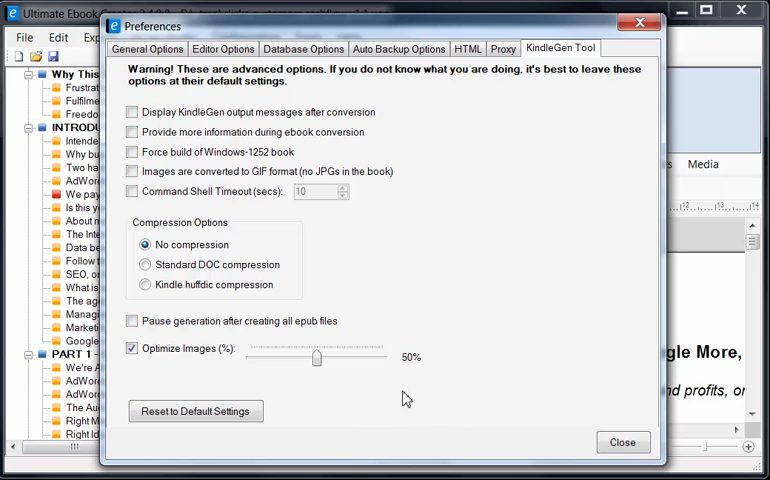 Ultimate Ebook Creator
Preferences
File Edit
General Options Editor Options Database Options Auto Backup Options HTML Proxy KindleGen Tool
Warning! These are advanced options. If you do not know what you are doing, it's best to leave these
options at their default settings.
Display KindleGen output messages after conversion
Provide more information during ebook conversion
Force build of Windows-1252 book
Images are converted to GIF format (no JPGs in the book)
Command Shell Timeout (secs): 10
Compression Options
No compression
Standard DOC compression
Kindle huffdic compression
Pause generation after creating all epub files
Optimize Images (%): 50%
Reset to Default Settings
Close
Why This
Frustrat
Fulfilme
Freedo
INTRODU
Intende
Why bu
Two ha
AdWor
We pay
Is this y
About m
The Inte
Data be
Follow t
SEO, or
What is
The age
Managi
Market
Google
PART 1 -
We're A
AdWor
AdWor
The Au
Right M
Right Id
Media
12 13 14
gle More,
nd profits, or